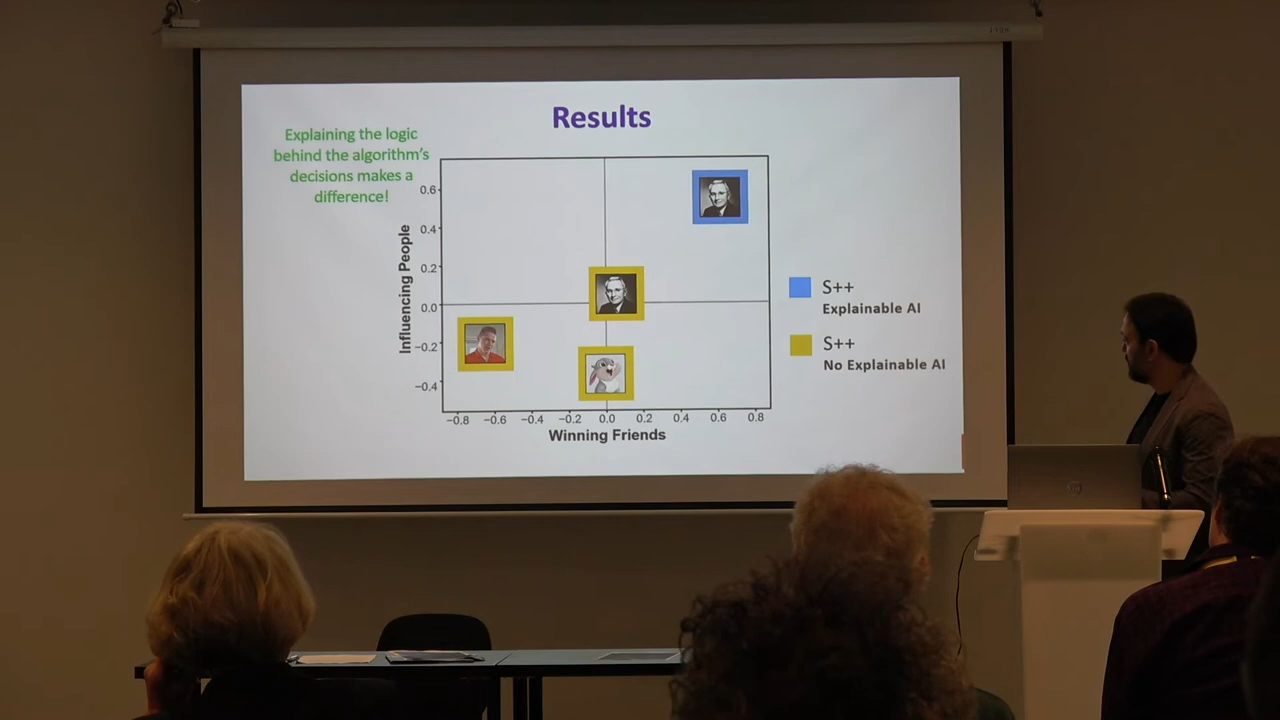 Results
Explaining the logic
behind the algorithm's
decisions makes a
difference!
Influencing People
0.6
0.4
0.2
0.0
−0.2
−0.4
−0.8 −0.6 −0.4 −0.2 0.0 0.2 0.4 0.6 0.8
Winning Friends
S++
Explainable AI
S++
No Explainable AI